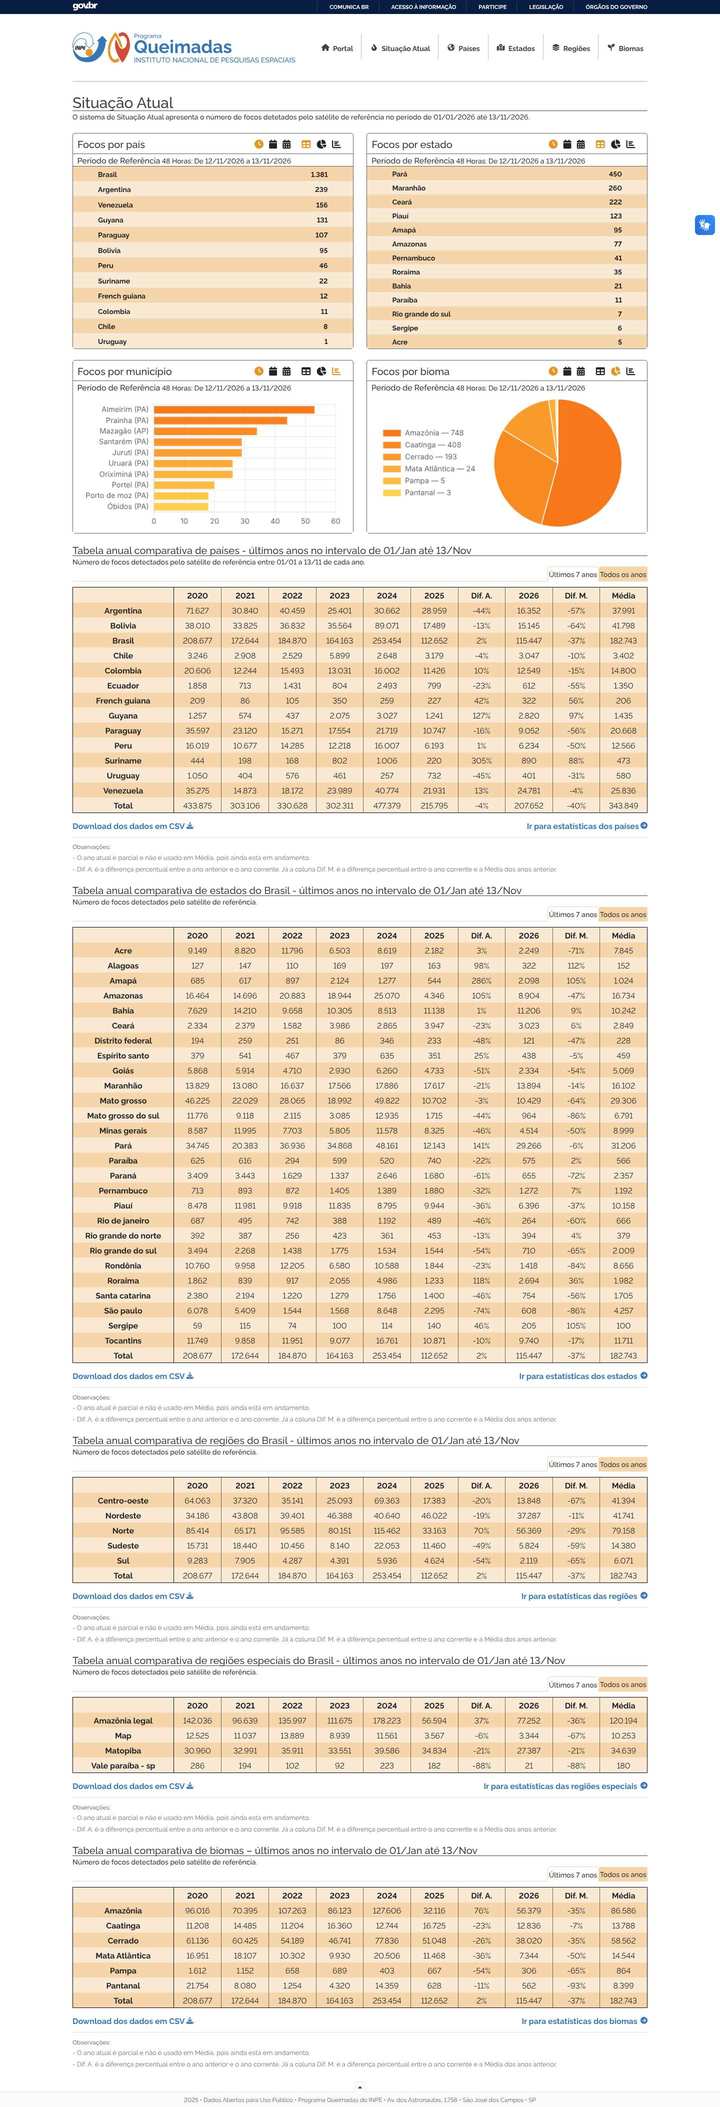 govbr COMUNICA BR ACESSO À INFORMAÇÃO PARTICIPE LEGISLAÇÃO ÓRGÃOS DO GOVERNO
INPE Programa
Queimadas
INSTITUTO NACIONAL DE PESQUISAS ESPACIAIS
Portal Situação Atual Países Estados Regiões Biomas
Situação Atual
O sistema de Situação Atual apresenta o número de focos detetados pelo satélite de referência no período de 01/01/2026 até 13/11/2026.
Focos por país
Período de Referência 48 Horas: De 12/11/2026 a 13/11/2026
Brasil 1.381
Argentina 239
Venezuela 156
Guyana 131
Paraguay 107
Bolivia 95
Peru 46
Suriname 22
French guiana 12
Colombia 11
Chile 8
Uruguay 1
Focos por estado
Período de Referência 48 Horas: De 12/11/2026 a 13/11/2026
Pará 450
Maranhão 260
Ceará 222
Piauí 123
Amapá 95
Amazonas 77
Pernambuco 41
Roraima 35
Bahia 21
Paraíba 11
Rio grande do sul 7
Sergipe 6
Acre 5
Focos por município
Período de Referência 48 Horas: De 12/11/2026 a 13/11/2026
Almeirim (PA)
Prainha (PA)
Mazagão (AP)
Santarém (PA)
Juruti (PA)
Uruará (PA)
Oriximiná (PA)
Portel (PA)
Porto de moz (PA)
Óbidos (PA)
0 10 20 30 40 50 60
Focos por bioma
Período de Referência 48 Horas: De 12/11/2026 a 13/11/2026
Amazônia — 748
Caatinga — 408
Cerrado — 193
Mata Atlântica — 24
Pampa — 5
Pantanal — 3
Tabela anual comparativa de países - últimos anos no intervalo de 01/Jan até 13/Nov
Número de focos detectados pelo satélite de referência entre 01/01 a 13/11 de cada ano.
Últimos 7 anos Todos os anos
2020 2021 2022 2023 2024 2025 Dif. A. 2026 Dif. M. Média
Argentina 71.627 30.840 40.459 25.401 30.662 28.959 -44% 16.352 -57% 37.991
Bolivia 38.010 33.825 36.832 35.564 89.071 17.489 -13% 15.145 -64% 41.798
Brasil 208.677 172.644 184.870 164.163 253.454 112.652 2% 115.447 -37% 182.743
Chile 3.246 2.908 2.529 5.899 2.648 3.179 -4% 3.047 -10% 3.402
Colombia 20.606 12.244 15.493 13.031 16.002 11.426 10% 12.549 -15% 14.800
Ecuador 1.858 713 1.431 804 2.493 799 -23% 612 -55% 1.350
French guiana 209 86 105 350 259 227 42% 322 56% 206
Guyana 1.257 574 437 2.075 3.027 1.241 127% 2.820 97% 1.435
Paraguay 35.597 23.120 15.271 17.554 21.719 10.747 -16% 9.052 -56% 20.668
Peru 16.019 10.677 14.285 12.218 16.007 6.193 1% 6.234 -50% 12.566
Suriname 444 198 168 802 1.006 220 305% 890 88% 473
Uruguay 1.050 404 576 461 257 732 -45% 401 -31% 580
Venezuela 35.275 14.873 18.172 23.989 40.774 21.931 13% 24.781 -4% 25.836
Total 433.875 303.106 330.628 302.311 477.379 215.795 -4% 207.652 -40% 343.849
Download dos dados em CSV Ir para estatísticas dos países
Observações:
- O ano atual é parcial e não é usado em Média, pois ainda está em andamento.
- Dif. A. é a diferença percentual entre o ano anterior e o ano corrente. Já a coluna Dif. M. é a diferença percentual entre o ano corrente e a Média dos anos anterior.
Tabela anual comparativa de estados do Brasil - últimos anos no intervalo de 01/Jan até 13/Nov
Número de focos detectados pelo satélite de referência.
Últimos 7 anos Todos os anos
2020 2021 2022 2023 2024 2025 Dif. A. 2026 Dif. M. Média
Acre 9.149 8.820 11.796 6.503 8.619 2.182 3% 2.249 -71% 7.845
Alagoas 127 147 110 169 197 163 98% 322 112% 152
Amapá 685 617 897 2.124 1.277 544 286% 2.098 105% 1.024
Amazonas 16.464 14.696 20.883 18.944 25.070 4.346 105% 8.904 -47% 16.734
Bahia 7.629 14.210 9.658 10.305 8.513 11.138 1% 11.206 9% 10.242
Ceará 2.334 2.379 1.582 3.986 2.865 3.947 -23% 3.023 6% 2.849
Distrito federal 194 259 251 86 346 233 -48% 121 -47% 228
Espírito santo 379 541 467 379 635 351 25% 438 -5% 459
Goiás 5.868 5.914 4.710 2.930 6.260 4.733 -51% 2.334 -54% 5.069
Maranhão 13.829 13.080 16.637 17.566 17.886 17.617 -21% 13.894 -14% 16.102
Mato grosso 46.225 22.029 28.065 18.992 49.822 10.702 -3% 10.429 -64% 29.306
Mato grosso do sul 11.776 9.118 2.115 3.085 12.935 1.715 -44% 964 -86% 6.791
Minas gerais 8.587 11.995 7.703 5.805 11.578 8.325 -46% 4.514 -50% 8.999
Pará 34.745 20.383 36.936 34.868 48.161 12.143 141% 29.266 -6% 31.206
Paraíba 625 616 294 599 520 740 -22% 575 2% 566
Paraná 3.409 3.443 1.629 1.337 2.646 1.680 -61% 655 -72% 2.357
Pernambuco 713 893 872 1.405 1.389 1.880 -32% 1.272 7% 1.192
Piauí 8.478 11.981 9.918 11.835 8.795 9.944 -36% 6.396 -37% 10.158
Rio de janeiro 687 495 742 388 1.192 489 -46% 264 -60% 666
Rio grande do norte 392 387 256 423 361 453 -13% 394 4% 379
Rio grande do sul 3.494 2.268 1.438 1.775 1.534 1.544 -54% 710 -65% 2.009
Rondônia 10.760 9.958 12.205 6.580 10.588 1.844 -23% 1.418 -84% 8.656
Roraima 1.862 839 917 2.055 4.986 1.233 118% 2.694 36% 1.982
Santa catarina 2.380 2.194 1.220 1.279 1.756 1.400 -46% 754 -56% 1.705
São paulo 6.078 5.409 1.544 1.568 8.648 2.295 -74% 608 -86% 4.257
Sergipe 59 115 74 100 114 140 46% 205 105% 100
Tocantins 11.749 9.858 11.951 9.077 16.761 10.871 -10% 9.740 -17% 11.711
Total 208.677 172.644 184.870 164.163 253.454 112.652 2% 115.447 -37% 182.743
Download dos dados em CSV Ir para estatísticas dos estados
Observações:
- O ano atual é parcial e não é usado em Média, pois ainda está em andamento.
- Dif. A. é a diferença percentual entre o ano anterior e o ano corrente. Já a coluna Dif. M. é a diferença percentual entre o ano corrente e a Média dos anos anterior.
Tabela anual comparativa de regiões do Brasil - últimos anos no intervalo de 01/Jan até 13/Nov
Número de focos detectados pelo satélite de referência.
Últimos 7 anos Todos os anos
2020 2021 2022 2023 2024 2025 Dif. A. 2026 Dif. M. Média
Centro-oeste 64.063 37.320 35.141 25.093 69.363 17.383 -20% 13.848 -67% 41.394
Nordeste 34.186 43.808 39.401 46.388 40.640 46.022 -19% 37.287 -11% 41.741
Norte 85.414 65.171 95.585 80.151 115.462 33.163 70% 56.369 -29% 79.158
Sudeste 15.731 18.440 10.456 8.140 22.053 11.460 -49% 5.824 -59% 14.380
Sul 9.283 7.905 4.287 4.391 5.936 4.624 -54% 2.119 -65% 6.071
Total 208.677 172.644 184.870 164.163 253.454 112.652 2% 115.447 -37% 182.743
Download dos dados em CSV Ir para estatísticas das regiões
Observações:
- O ano atual é parcial e não é usado em Média, pois ainda está em andamento.
- Dif. A. é a diferença percentual entre o ano anterior e o ano corrente. Já a coluna Dif. M. é a diferença percentual entre o ano corrente e a Média dos anos anterior.
Tabela anual comparativa de regiões especiais do Brasil - últimos anos no intervalo de 01/Jan até 13/Nov
Número de focos detectados pelo satélite de referência.
Últimos 7 anos Todos os anos
2020 2021 2022 2023 2024 2025 Dif. A. 2026 Dif. M. Média
Amazônia legal 142.036 96.639 135.997 111.675 178.223 56.594 37% 77.252 -36% 120.194
Map 12.525 11.037 13.889 8.939 11.561 3.567 -6% 3.344 -67% 10.253
Matopiba 30.960 32.991 35.911 33.551 39.586 34.834 -21% 27.387 -21% 34.639
Vale paraíba - sp 286 194 102 92 223 182 -88% 21 -88% 180
Download dos dados em CSV Ir para estatísticas das regiões especiais
Observações:
- O ano atual é parcial e não é usado em Média, pois ainda está em andamento.
- Dif. A. é a diferença percentual entre o ano anterior e o ano corrente. Já a coluna Dif. M. é a diferença percentual entre o ano corrente e a Média dos anos anterior.
Tabela anual comparativa de biomas – últimos anos no intervalo de 01/Jan até 13/Nov
Número de focos detectados pelo satélite de referência.
Últimos 7 anos Todos os anos
2020 2021 2022 2023 2024 2025 Dif. A. 2026 Dif. M. Média
Amazônia 96.016 70.395 107.263 86.123 127.606 32.116 76% 56.379 -35% 86.586
Caatinga 11.208 14.485 11.204 16.360 12.744 16.725 -23% 12.836 -7% 13.788
Cerrado 61.136 60.425 54.189 46.741 77.836 51.048 -26% 38.020 -35% 58.562
Mata Atlântica 16.951 18.107 10.302 9.930 20.506 11.468 -36% 7.344 -50% 14.544
Pampa 1.612 1.152 658 689 403 667 -54% 306 -65% 864
Pantanal 21.754 8.080 1.254 4.320 14.359 628 -11% 562 -93% 8.399
Total 208.677 172.644 184.870 164.163 253.454 112.652 2% 115.447 -37% 182.743
Download dos dados em CSV Ir para estatísticas dos biomas
Observações:
- O ano atual é parcial e não é usado em Média, pois ainda está em andamento.
- Dif. A. é a diferença percentual entre o ano anterior e o ano corrente. Já a coluna Dif. M. é a diferença percentual entre o ano corrente e a Média dos anos anterior.
2025 • Dados Abertos para Uso Público • Programa Queimadas do INPE • Av. dos Astronautas, 1.758 • São José dos Campos • SP